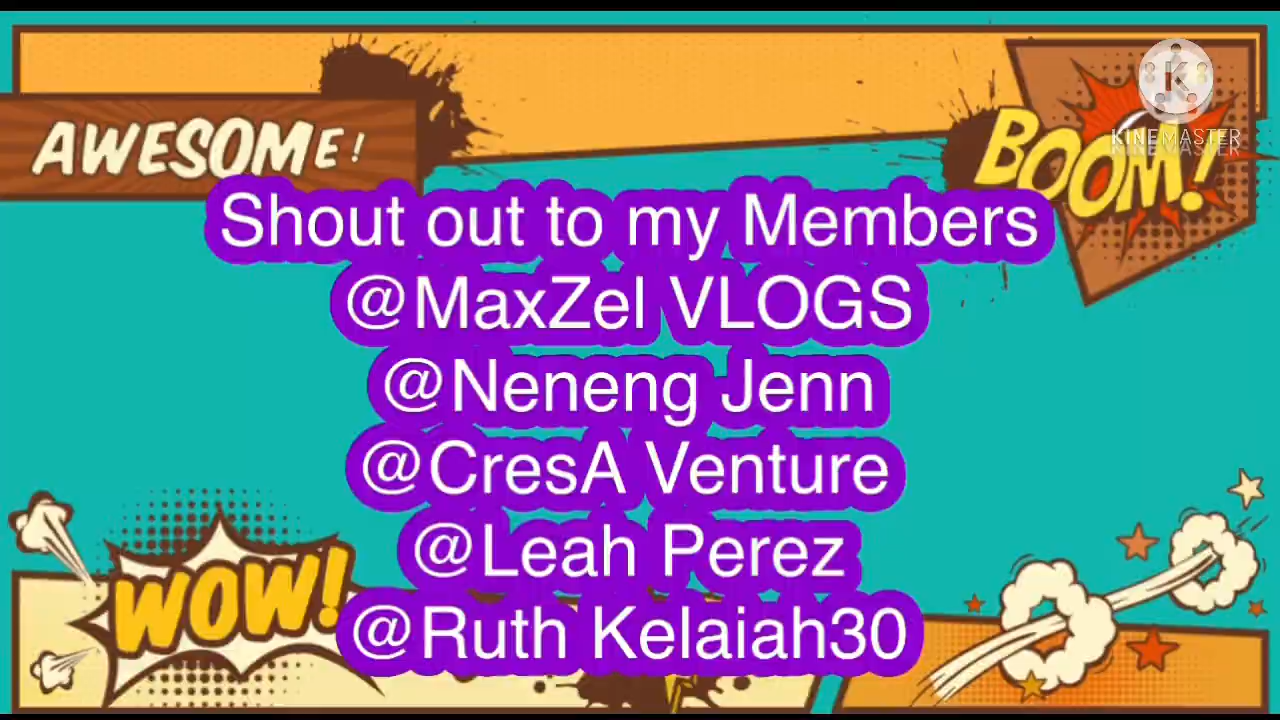 AWESOME!
BOOM!
KINEMASTER
Shout out to my Members
@MaxZel VLOGS
@Neneng Jenn
@CresA Venture
@Leah Perez
@Ruth Kelaiah30
WOW!